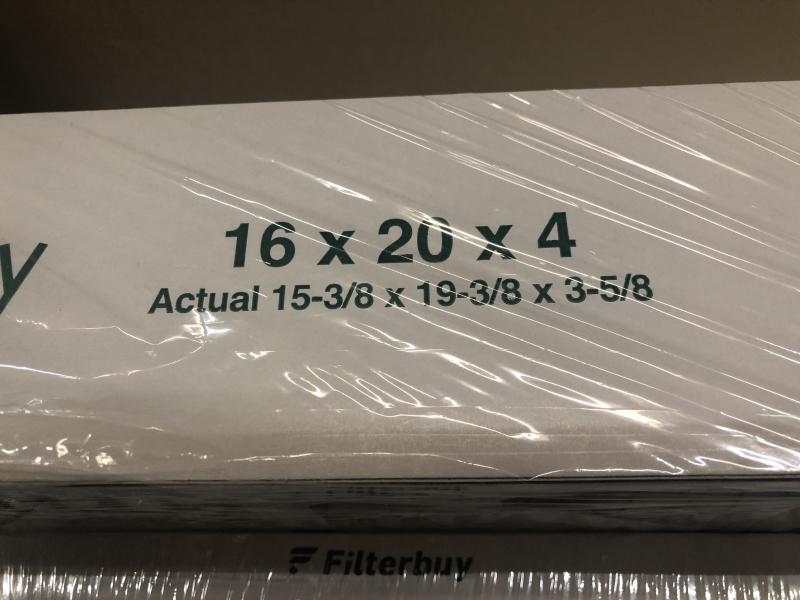 y
16 x 20 x 4
Actual 15-3/8 x 19-3/8 x 3-5/8
Filterbuy